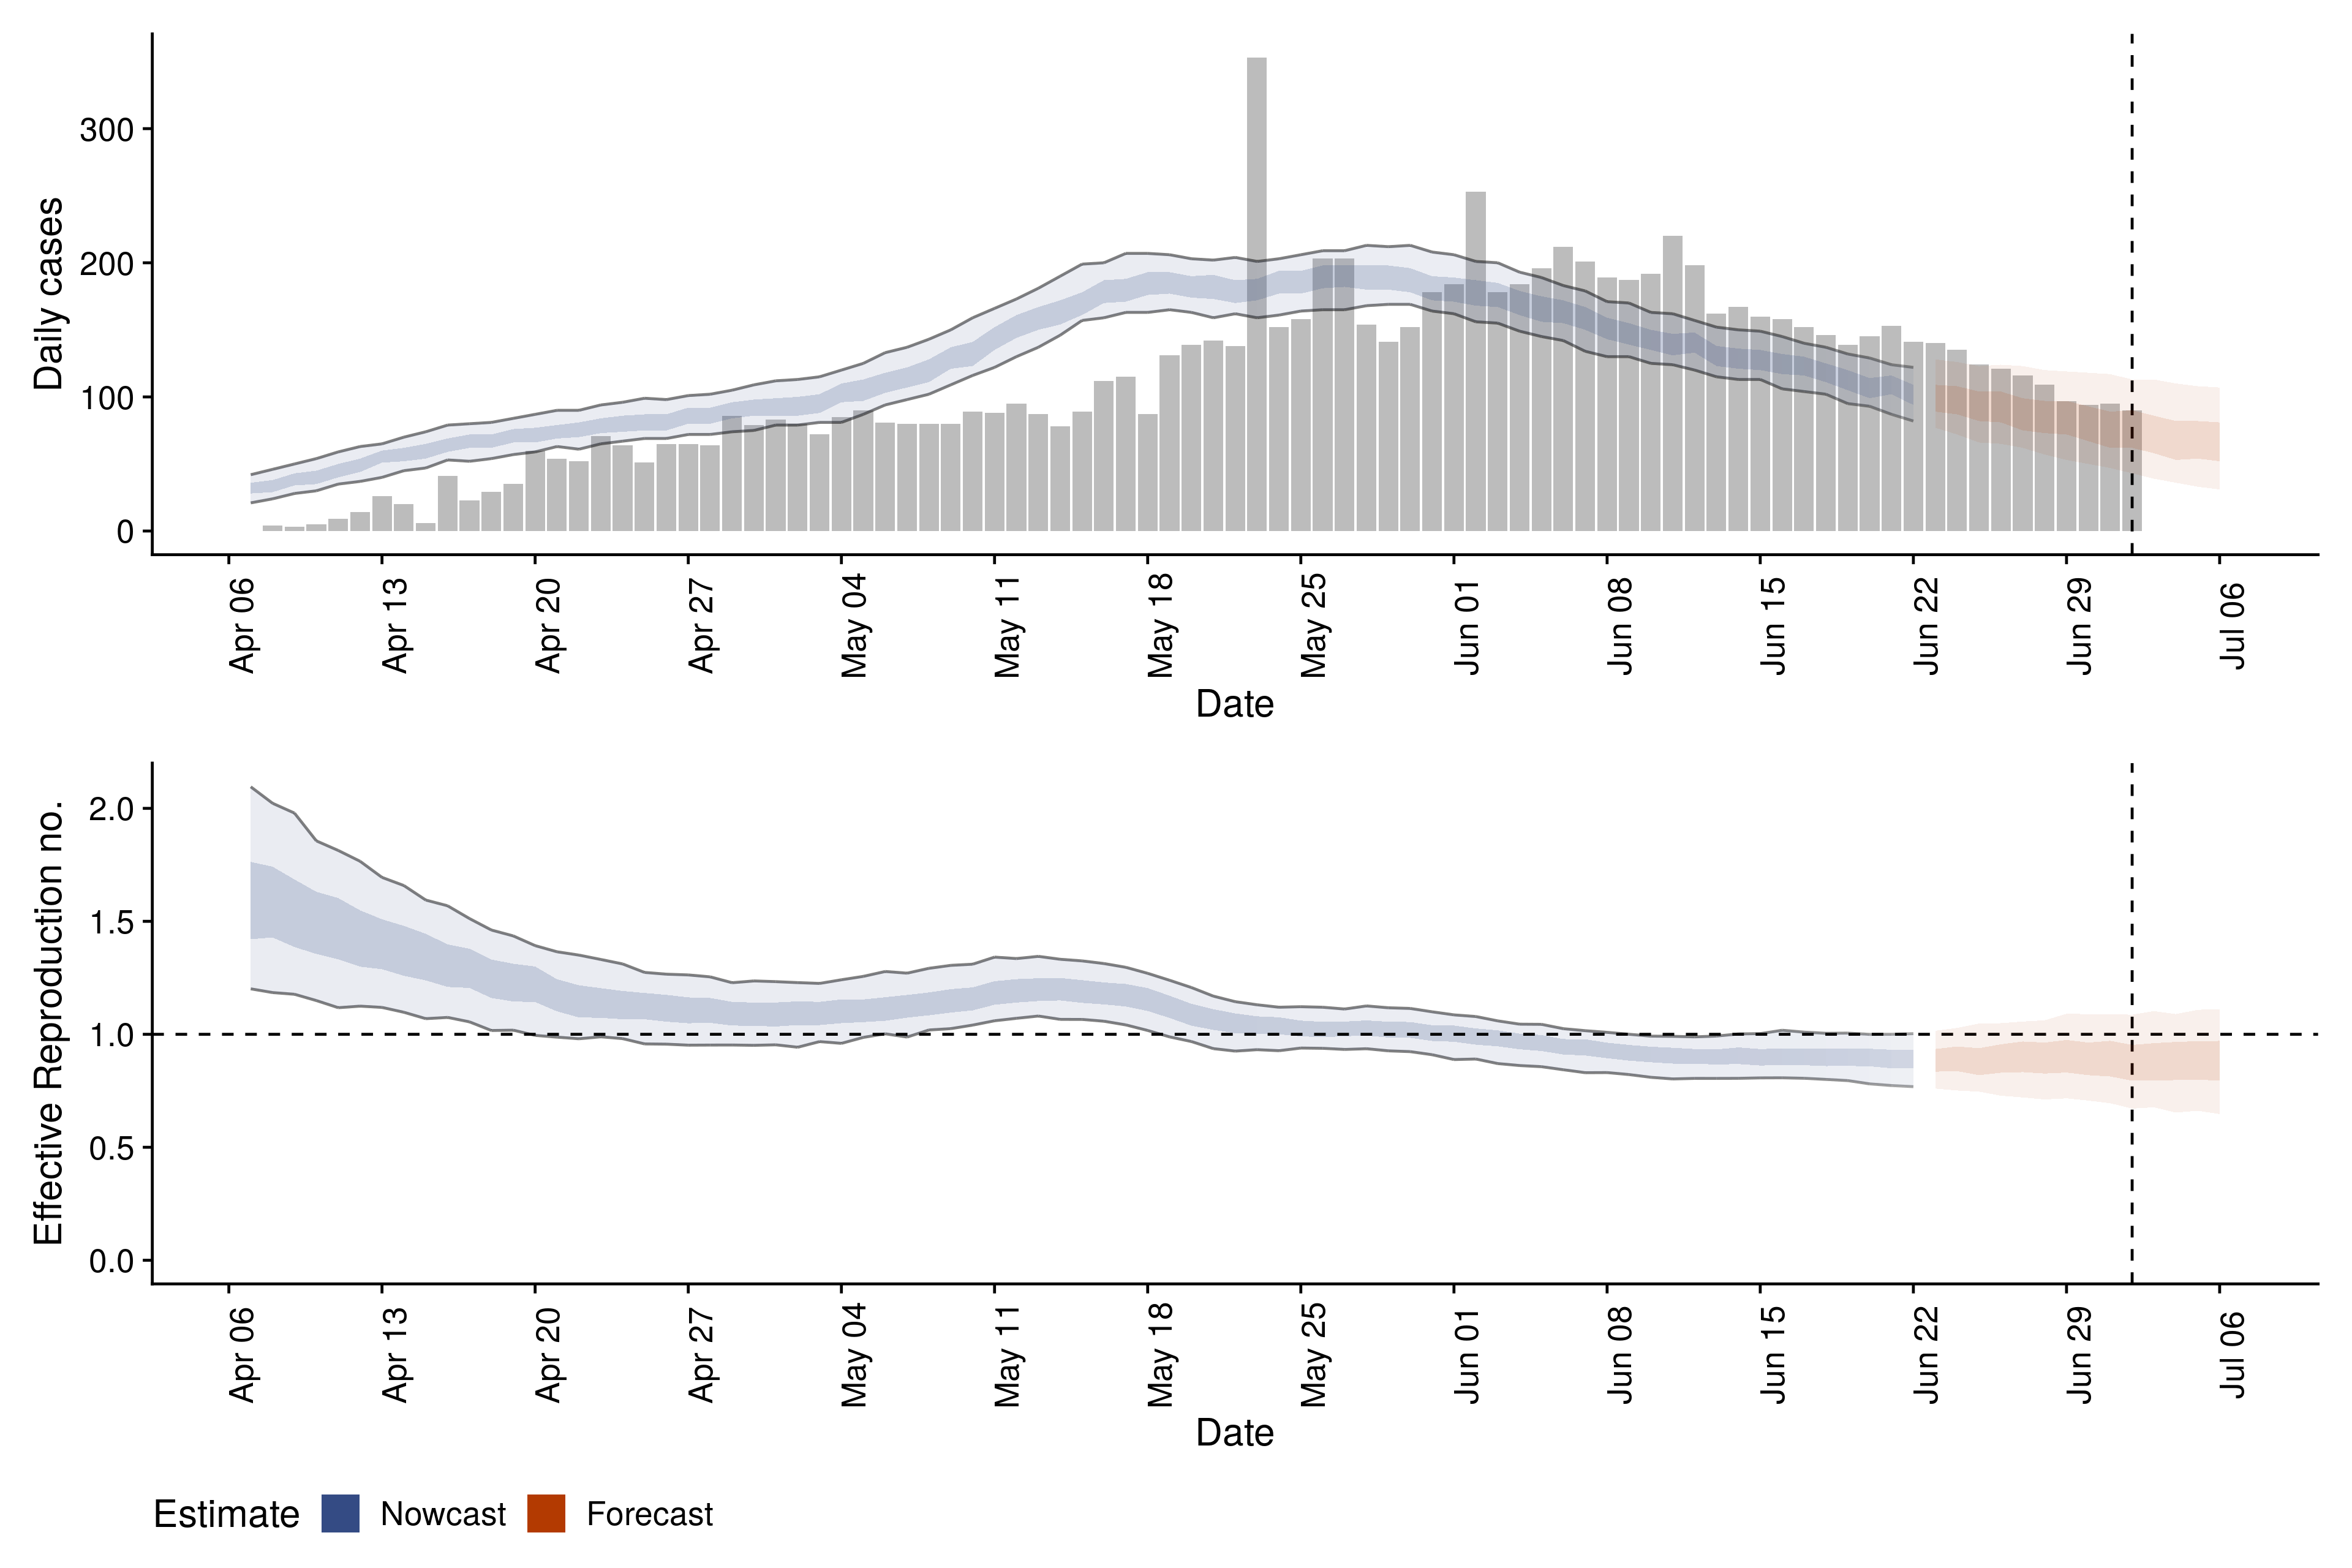 Daily cases
300
200
100
0
Apr 06
Apr 13
Apr 20
Apr 27
May 04
May 11
May 18
May 25
Jun 01
Jun 08
Jun 15
Jun 22
Jun 29
Jul 06
Date
Effective Reproduction no.
2.0
1.5
1.0
0.5
0.0
Apr 06
Apr 13
Apr 20
Apr 27
May 04
May 11
May 18
May 25
Jun 01
Jun 08
Jun 15
Jun 22
Jun 29
Jul 06
Date
Estimate Nowcast Forecast